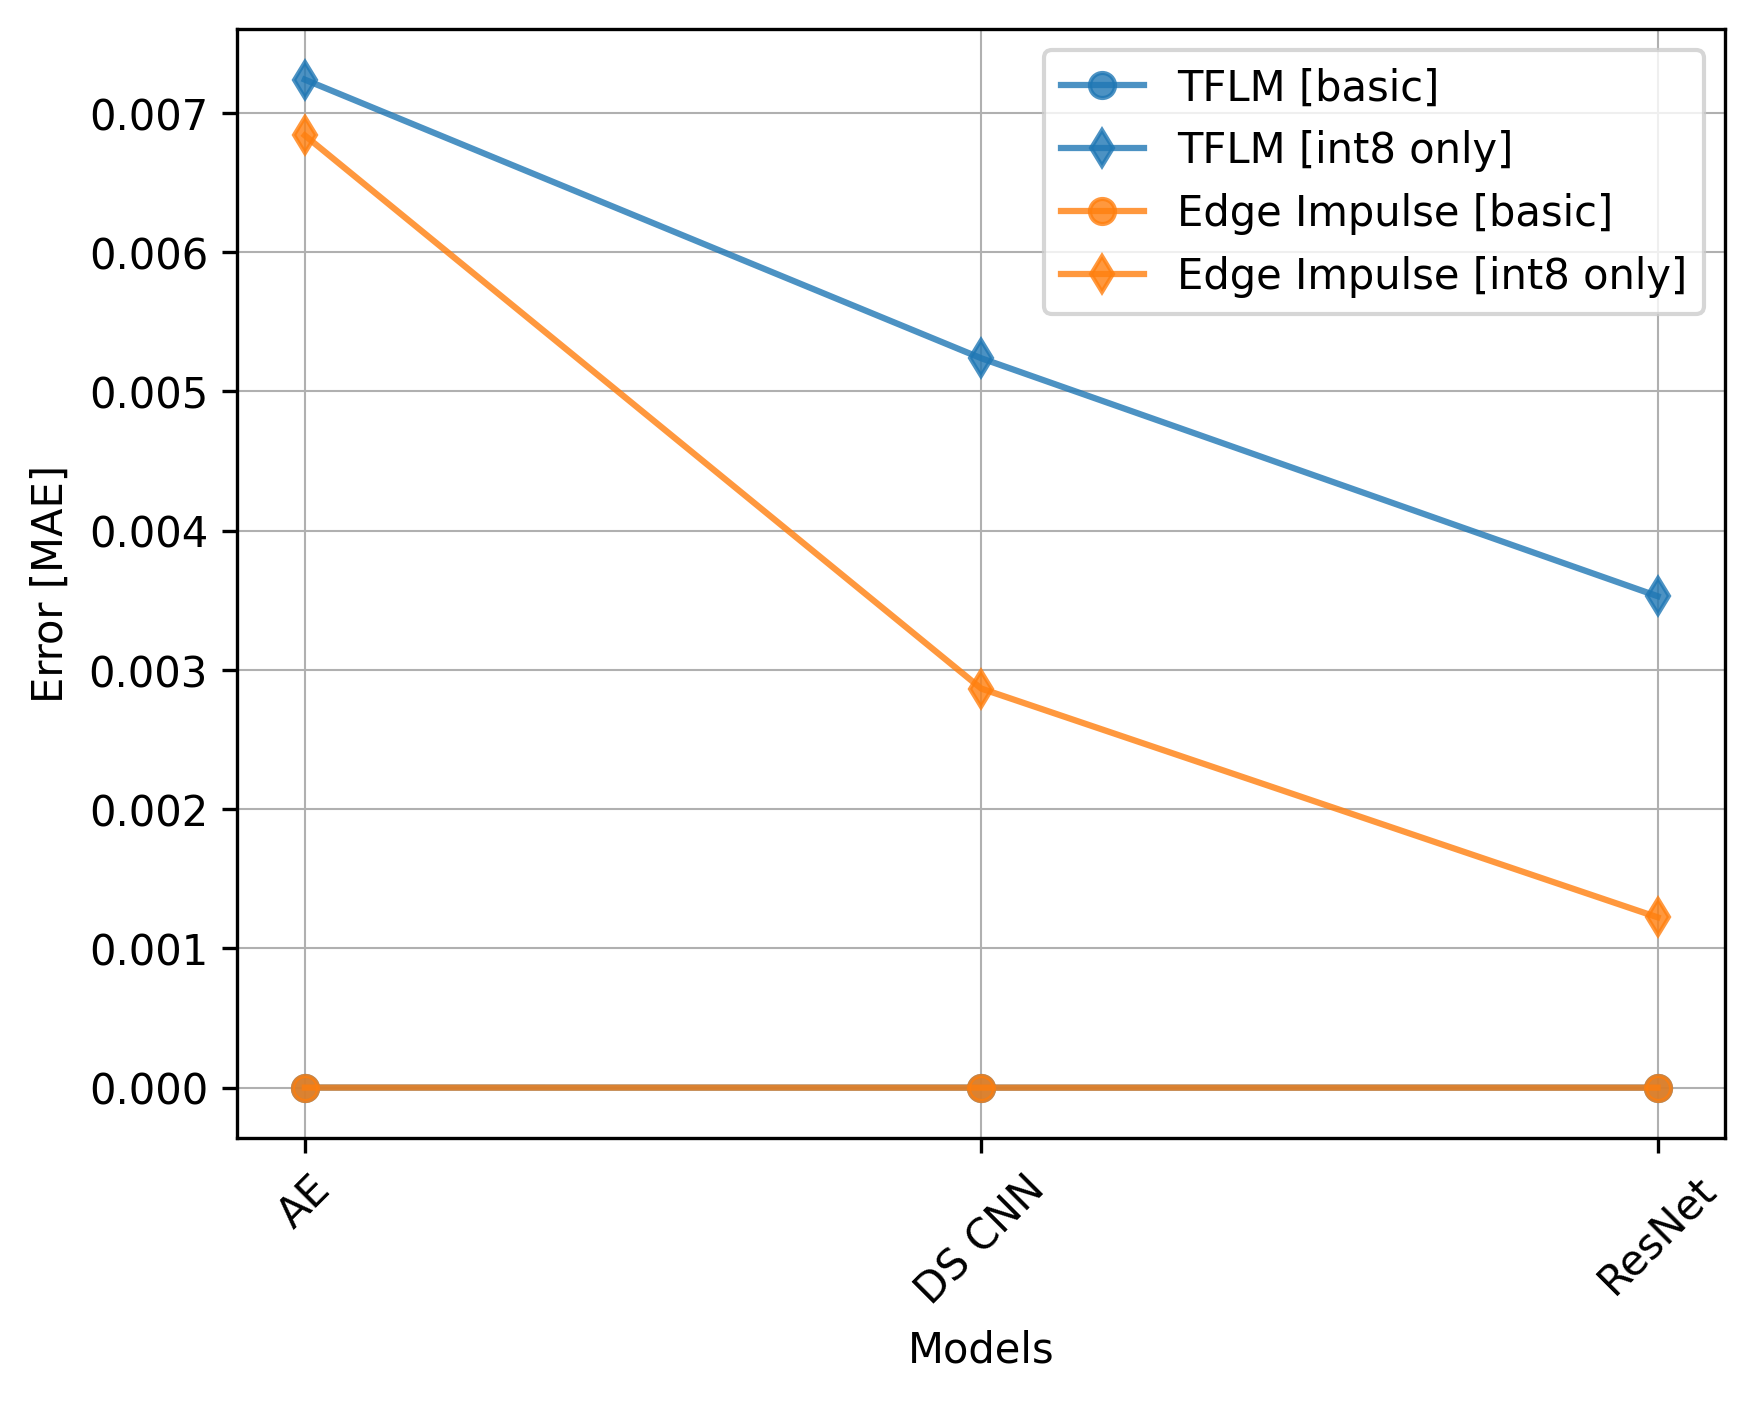 TFLM [basic]
TFLM [int8 only]
Edge Impulse [basic]
Edge Impulse [int8 only]
Error [MAE]
0.007
0.006
0.005
0.004
0.003
0.002
0.001
0.000
AE
DS CNN
ResNet
Models